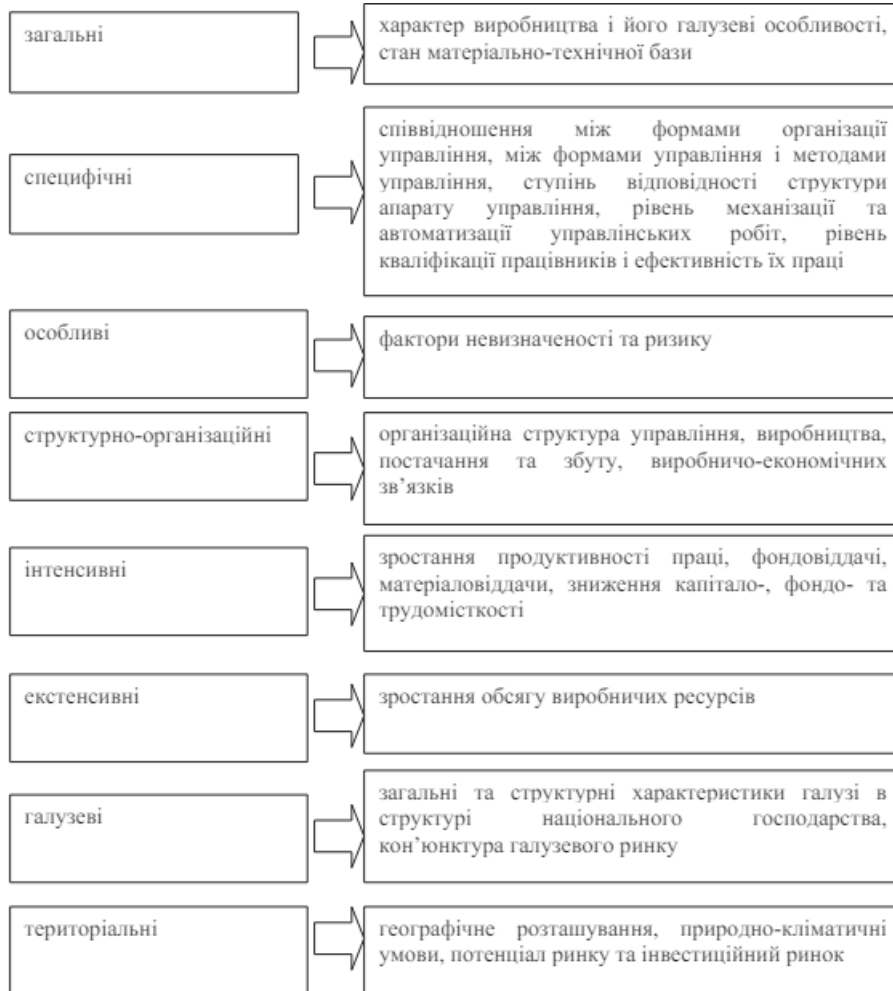 загальні
характер виробництва і його галузеві особливості,
стан матеріально-технічної бази
специфічні
співвідношення між формами організації
управління, між формами управління і методами
управління, ступінь відповідності структури
апарату управління, рівень механізації та
автоматизації управлінських робіт, рівень
кваліфікації працівників і ефективність їх праці
особливі
фактори невизначеності та ризику
структурно-організаційні
організаційна структура управління, виробництва,
постачання та збуту, виробничо-економічних
зв’язків
інтенсивні
зростання продуктивності праці, фондовіддачі,
матеріаловіддачи, зниження капітало-, фондо- та
трудомісткості
екстенсивні
зростання обсягу виробничих ресурсів
галузеві
загальні та структурні характеристики галузі в
структурі національного господарства,
кон’юнктура галузевого ринку
територіальні
географічне розташування, природно-кліматичні
умови, потенціал ринку та інвестиційний ринок